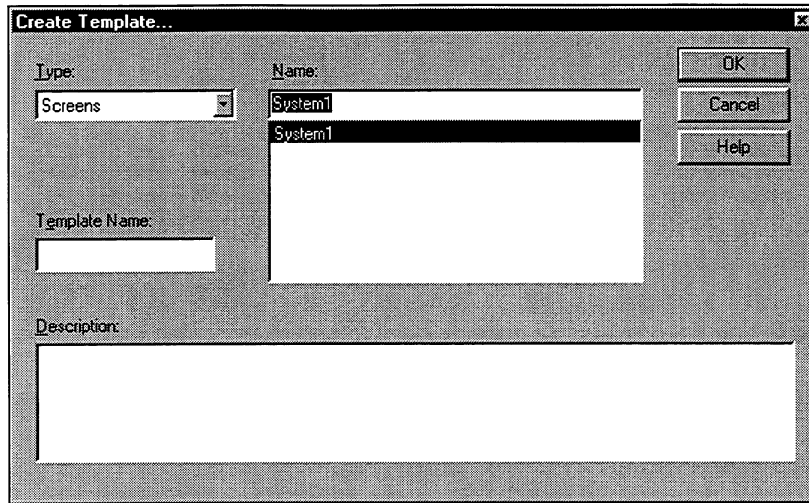 Create Template...
Type:
Name:
OK
Screens
System1
Cancel
System1
Help
Template Name:
Description: